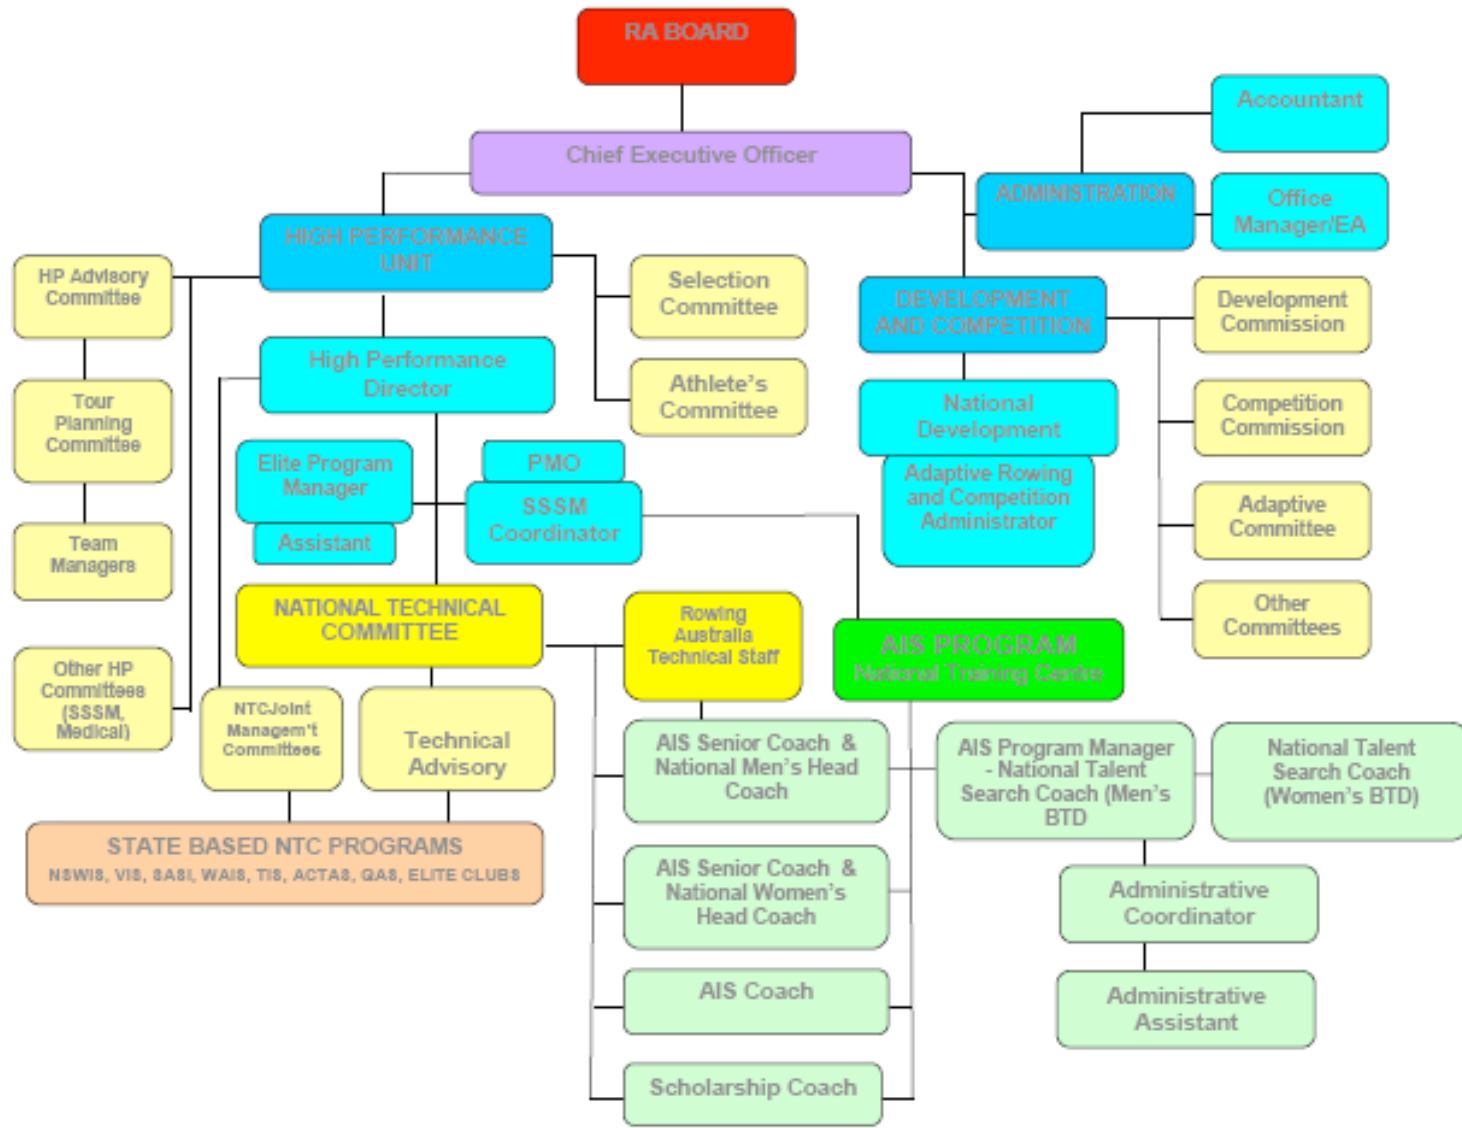 RA BOARD
Accountant
Chief Executive Officer
ADMINISTRATION
Office
Manager/EA
HIGH PERFORMANCE
UNIT
HP Advisory
Committee
Selection
Committee
DEVELOPMENT
AND COMPETITION
Development
Commission
High Performance
Director
Athlete's
Committee
Tour
Planning
Committee
National
Development
Competition
Commission
Elite Program
Manager
Assistant
PMO
SSSM
Coordinator
Adaptive Rowing
and Competition
Administrator
Adaptive
Committee
Team
Managers
NATIONAL TECHNICAL
COMMITTEE
Rowing
Australia
Technical Staff
AIS PROGRAM
National Training Centre
Other
Committees
Other HP
Committees
(SSSM,
Medical)
NTCJoint
Managem't
Committees
Technical
Advisory
AIS Senior Coach &
National Men's Head
Coach
AIS Program Manager
- National Talent
Search Coach (Men's
BTD
National Talent
Search Coach
(Women's BTD)
STATE BASED NTC PROGRAMS
NSWIS, VIS, SASI, WAIS, TIS, ACTAS, QAS, ELITE CLUBS
AIS Senior Coach &
National Women's
Head Coach
Administrative
Coordinator
AIS Coach
Administrative
Assistant
Scholarship Coach